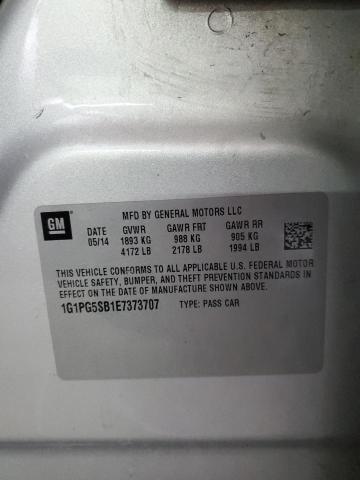 GM
MFD BY GENERAL MOTORS LLC
DATE GVWR GAWR FRT GAWR RR
05/14 1893 KG 988 KG 905 KG
4172 LB 2178 LB 1994 LB
THIS VEHICLE CONFORMS TO ALL APPLICABLE U.S. FEDERAL MOTOR
VEHICLE SAFETY, BUMPER, AND THEFT PREVENTION STANDARDS IN
EFFECT ON THE DATE OF MANUFACTURE SHOWN ABOVE.
1G1PG5SB1E7373707 TYPE: PASS CAR